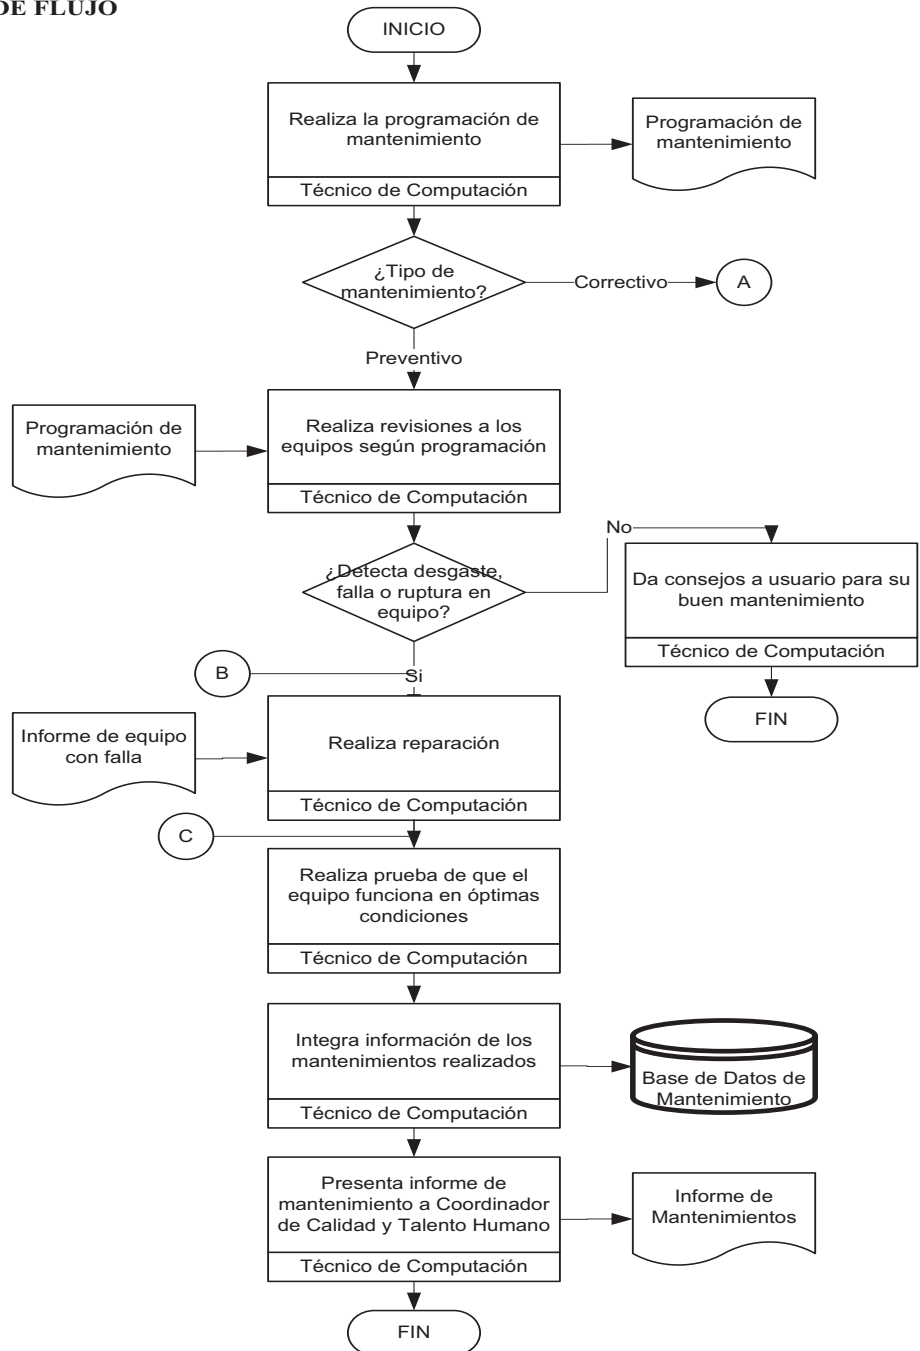 DE FLUJO
INICIO
Realiza la programación de
mantenimiento
Técnico de Computación
Programación de
mantenimiento
¿Tipo de
mantenimiento?
Correctivo
A
Preventivo
Programación de
mantenimiento
Realiza revisiones a los
equipos según programación
Técnico de Computación
¿Detecta desgaste,
falla o ruptura en
equipo?
No
Da consejos a usuario para su
buen mantenimiento
Técnico de Computación
FIN
B
Si
Informe de equipo
con falla
Realiza reparación
Técnico de Computación
C
Realiza prueba de que el
equipo funciona en óptimas
condiciones
Técnico de Computación
Integra información de los
mantenimientos realizados
Técnico de Computación
Base de Datos de
Mantenimiento
Presenta informe de
mantenimiento a Coordinador
de Calidad y Talento Humano
Técnico de Computación
Informe de
Mantenimientos
FIN